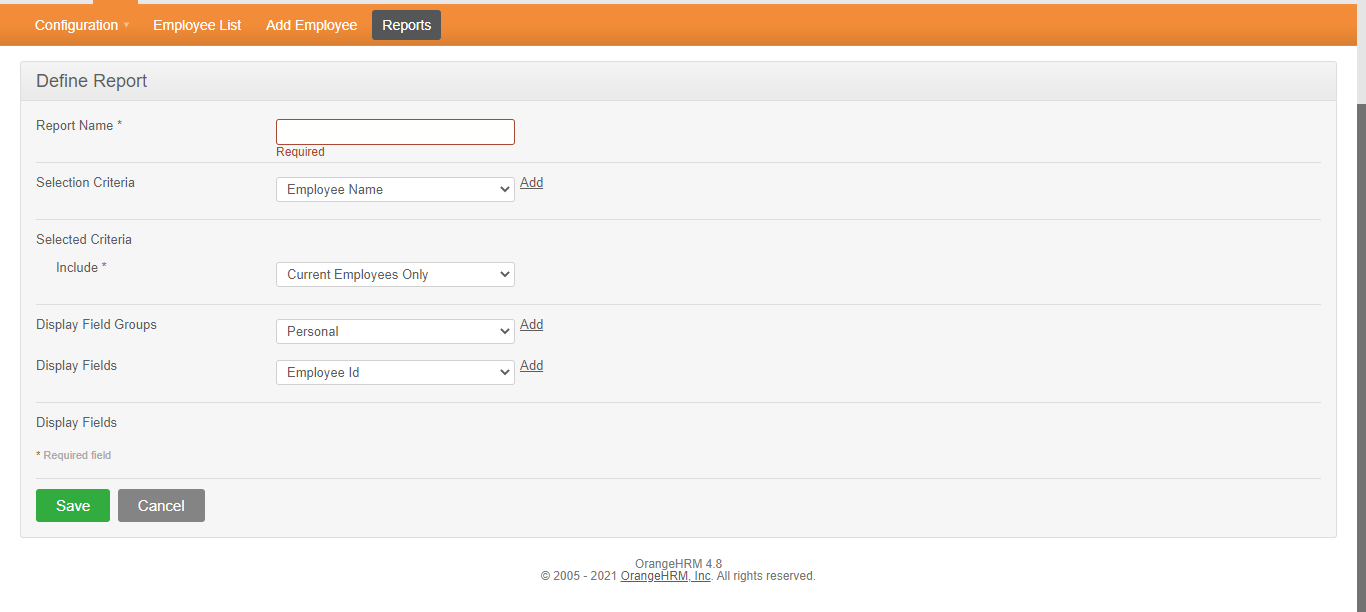 Configuration Employee List Add Employee Reports
Define Report
Report Name *
Required
Selection Criteria Employee Name Add
Selected Criteria
Include * Current Employees Only
Display Field Groups Personal Add
Display Fields Employee Id Add
Display Fields
* Required field
Save Cancel
OrangeHRM 4.8
© 2005 - 2021 OrangeHRM, Inc. All rights reserved.